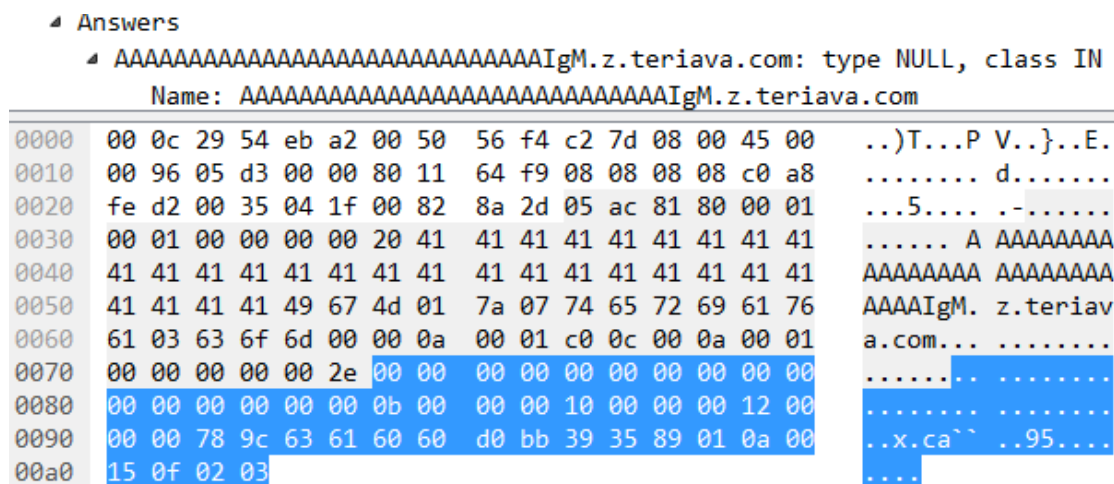 Answers
AAAAAAAAAAAAAAAAAAAAAAAAAAAAAIgM.z.teriava.com: type NULL, class IN
Name: AAAAAAAAAAAAAAAAAAAAAAAAAAAAAIgM.z.teriava.com
0000 00 0c 29 54 eb a2 00 50 56 f4 c2 7d 08 00 45 00 ..)T...P V..}..E.
0010 00 96 05 d3 00 00 80 11 64 f9 08 08 08 08 c0 a8 ........ d.......
0020 fe d2 00 35 04 1f 00 82 8a 2d 05 ac 81 80 00 01 ...5.... .-......
0030 00 01 00 00 00 00 20 41 41 41 41 41 41 41 41 41 ...... A AAAAAAAA
0040 41 41 41 41 41 41 41 41 41 41 41 41 41 41 41 41 AAAAAAAA AAAAAAAA
0050 41 41 41 41 49 67 4d 01 7a 07 74 65 72 69 61 76 AAAAIgM. z.teriav
0060 61 03 63 6f 6d 00 00 0a 00 01 c0 0c 00 0a 00 01 a.com... ........
0070 00 00 00 00 00 2e 00 00 00 00 00 00 00 00 00 00 ........ ........
0080 00 00 00 00 00 00 0b 00 00 00 10 00 00 00 12 00 ........ ........
0090 00 00 78 9c 63 61 60 60 d0 bb 39 35 89 01 0a 00 ..x.ca`` ..95....
00a0 15 0f 02 03 ....